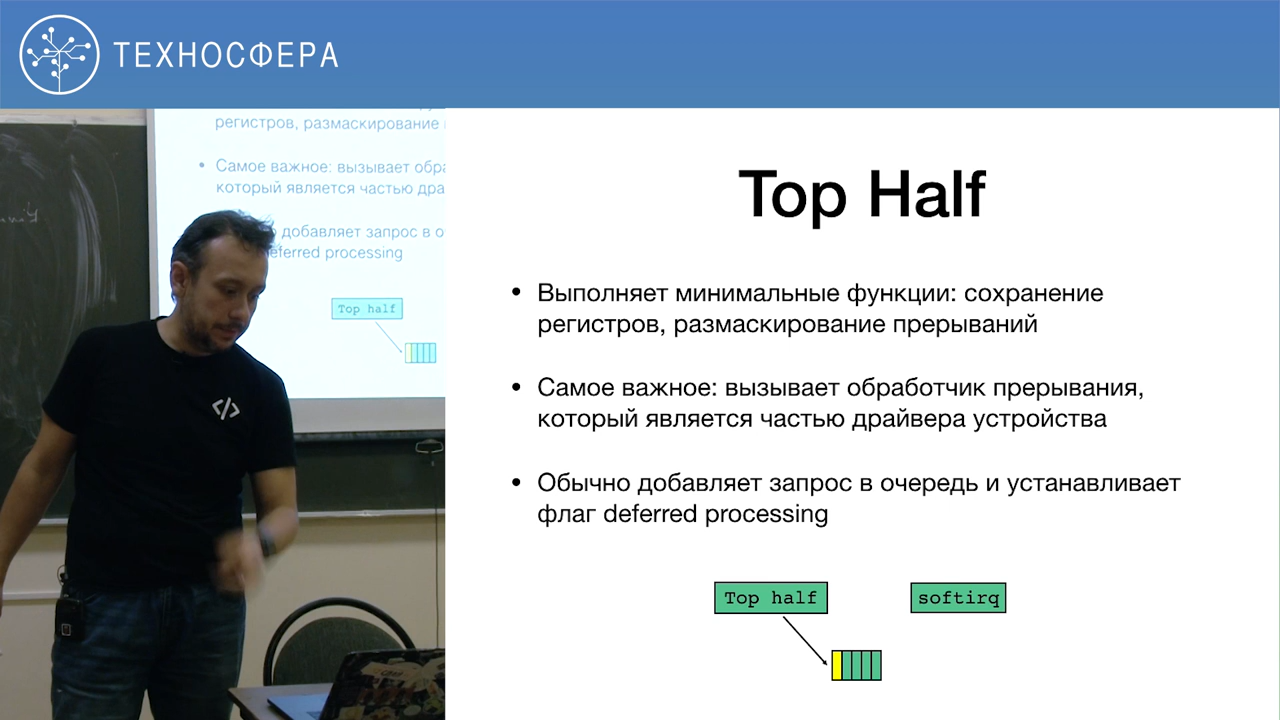 ТЕХНОСФЕРА
регистров, размаскирование
Самое важное: вызывает
который является частью
добавляет запрос в
deferred processing
Top half
</>
Top Half
• Выполняет минимальные функции: сохранение
регистров, размаскирование прерываний
• Самое важное: вызывает обработчик прерывания,
который является частью драйвера устройства
• Обычно добавляет запрос в очередь и устанавливает
флаг deferred processing
Top half
softirq